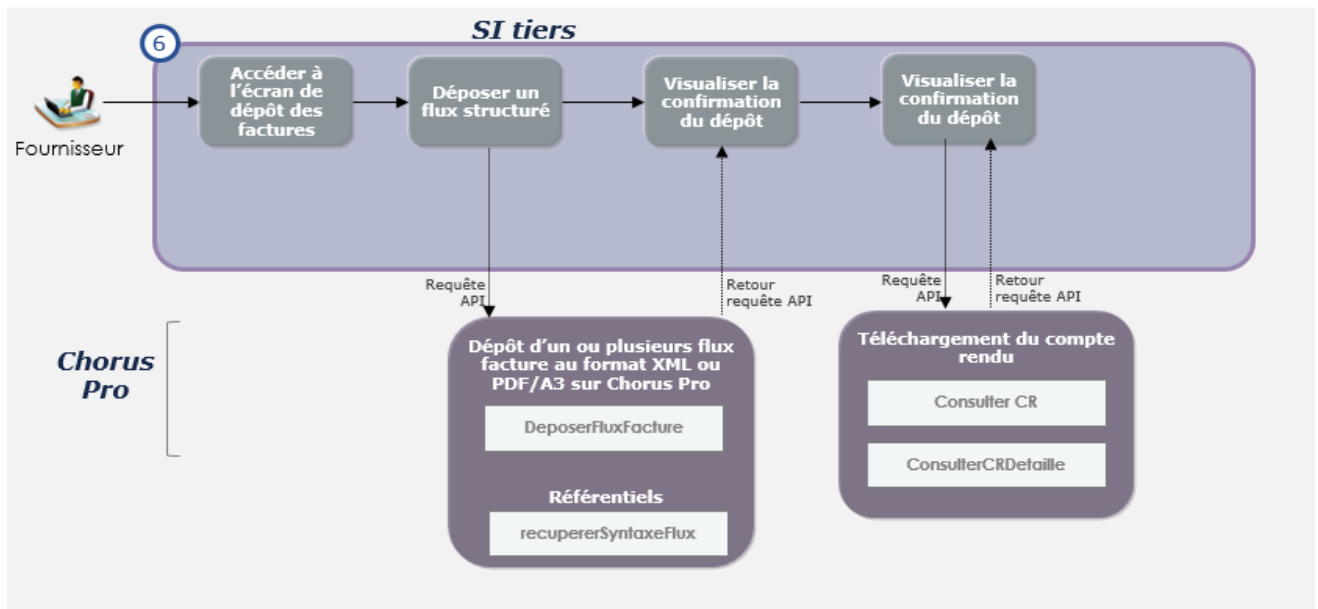 SI tiers
6
Accéder à
l'écran de
dépôt des
factures
Déposer un
flux structuré
Visualiser la
confirmation
du dépôt
Visualiser la
confirmation
du dépôt
Fournisseur
Requête
API
Retour
requête API
Requête
API
Retour
requête API
Chorus
Pro
Dépôt d'un ou plusieurs flux
facture au format XML ou
PDF/A3 sur Chorus Pro
DeposerFluxFacture
Référentiels
recupererSyntaxeFlux
Téléchargement du compte
rendu
Consulter CR
ConsulterCRDetaille